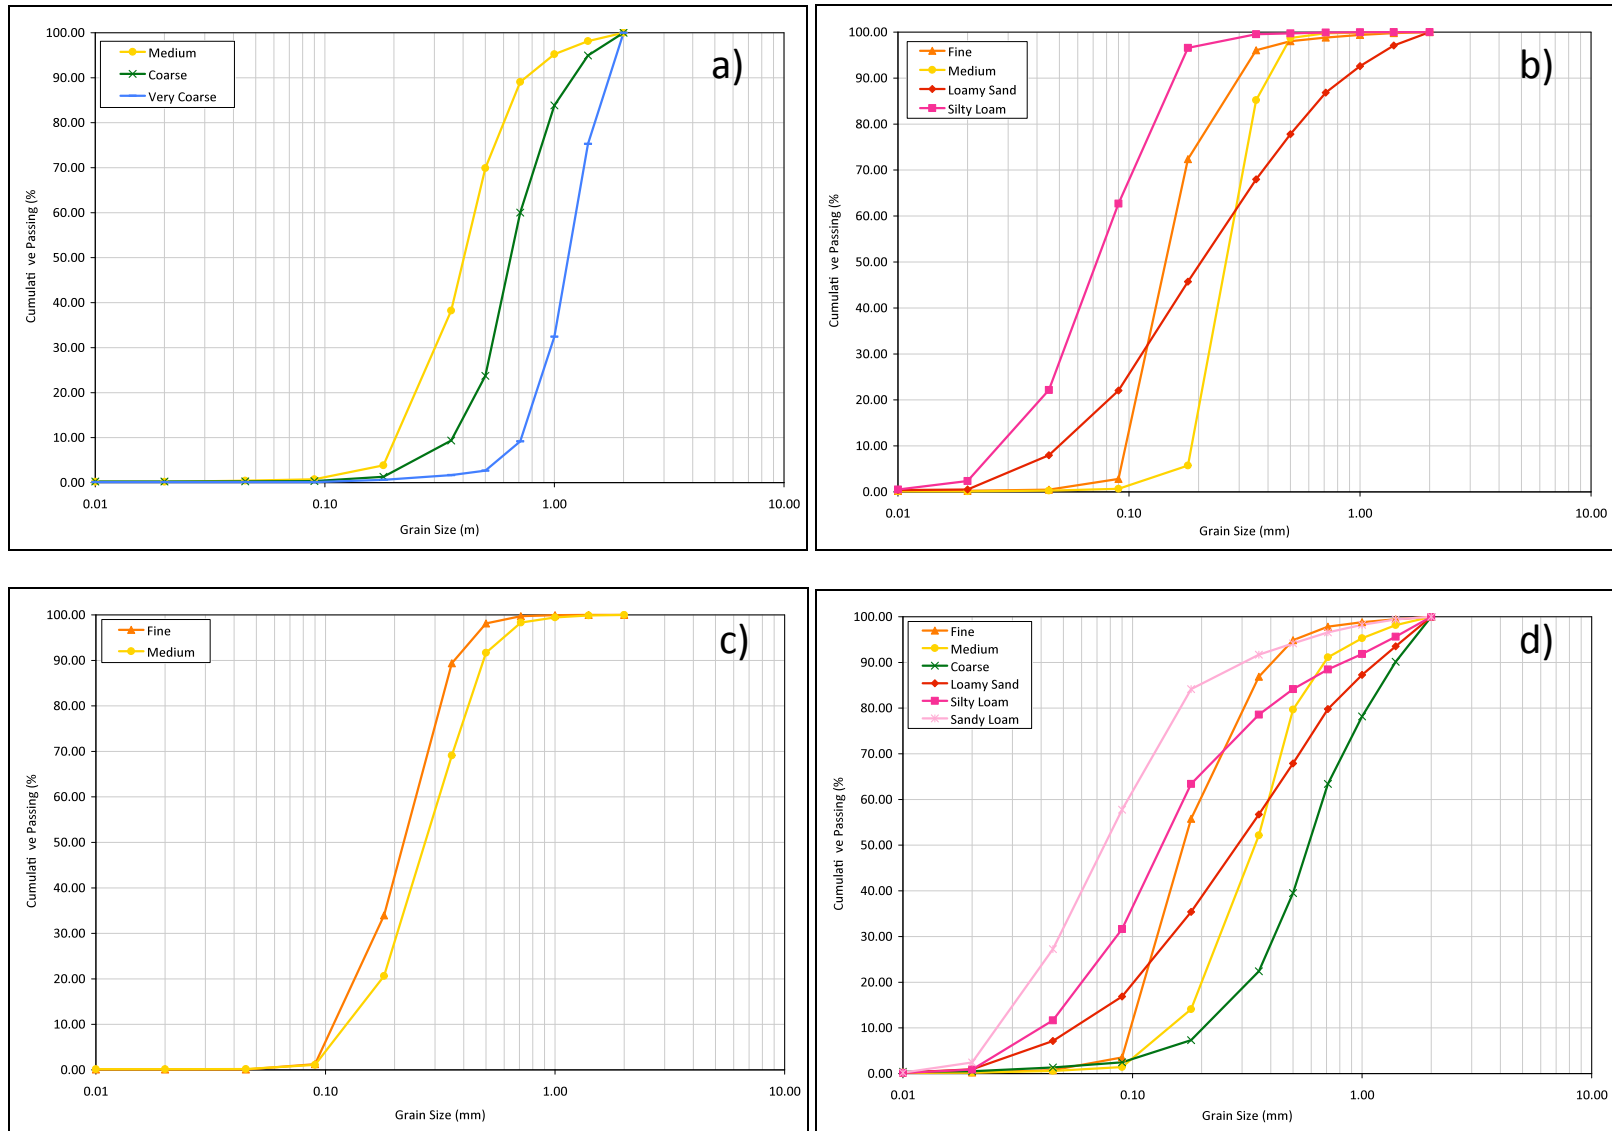 a)
Medium
Coarse
Very Coarse
100.00
90.00
80.00
70.00
60.00
50.00
40.00
30.00
20.00
10.00
0.00
Cumulati ve Passing (%
0.01 0.10 1.00 10.00
Grain Size (m)
b)
Fine
Medium
Loamy Sand
Silty Loam
100.00
90.00
80.00
70.00
60.00
50.00
40.00
30.00
20.00
10.00
0.00
Cumulati ve Passing (%
0.01 0.10 1.00 10.00
Grain Size (mm)
c)
Fine
Medium
100.00
90.00
80.00
70.00
60.00
50.00
40.00
30.00
20.00
10.00
0.00
Cumulati ve Passing (%
0.01 0.10 1.00 10.00
Grain Size (mm)
d)
Fine
Medium
Coarse
Loamy Sand
Silty Loam
Sandy Loam
100.00
90.00
80.00
70.00
60.00
50.00
40.00
30.00
20.00
10.00
0.00
Cumulati ve Passing (%
0.01 0.10 1.00 10.00
Grain Size (mm)